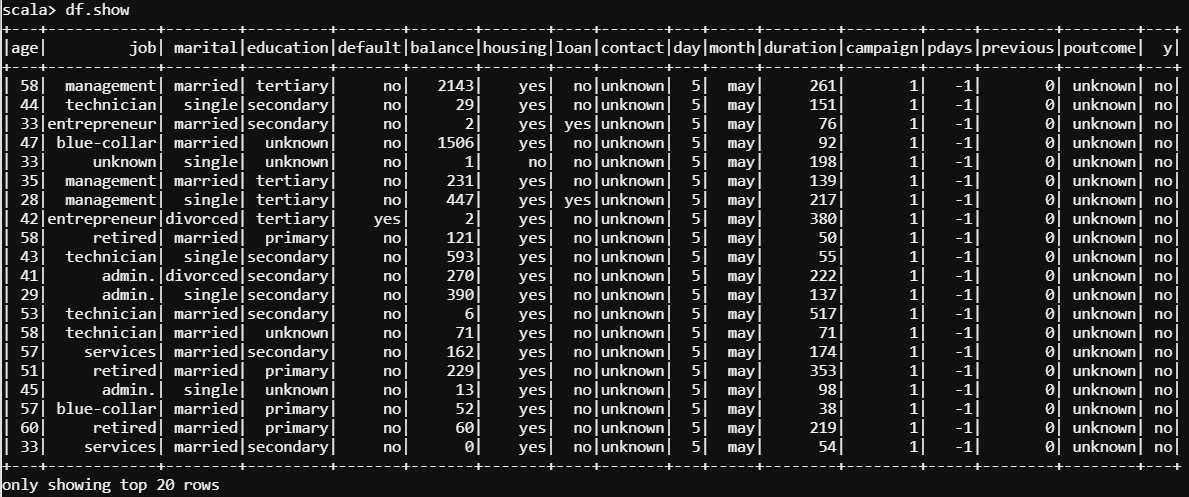 scala> df.show
+---+------------+--------+---------+-------+-------+-------+----+-------+---+-----+--------+--------+-----+--------+--------+---+
|age|         job| marital|education|default|balance|housing|loan|contact|day|month|duration|campaign|pdays|previous|poutcome|  y|
+---+------------+--------+---------+-------+-------+-------+----+-------+---+-----+--------+--------+-----+--------+--------+---+
| 58|  management| married| tertiary|     no|   2143|    yes|  no|unknown|  5|  may|     261|       1|   -1|       0| unknown| no|
| 44|  technician|  single|secondary|     no|     29|    yes|  no|unknown|  5|  may|     151|       1|   -1|       0| unknown| no|
| 33|entrepreneur| married|secondary|     no|      2|    yes| yes|unknown|  5|  may|      76|       1|   -1|       0| unknown| no|
| 47| blue-collar| married|  unknown|     no|   1506|    yes|  no|unknown|  5|  may|      92|       1|   -1|       0| unknown| no|
| 33|     unknown|  single|  unknown|     no|      1|     no|  no|unknown|  5|  may|     198|       1|   -1|       0| unknown| no|
| 35|  management| married| tertiary|     no|    231|    yes|  no|unknown|  5|  may|     139|       1|   -1|       0| unknown| no|
| 28|  management|  single| tertiary|     no|    447|    yes| yes|unknown|  5|  may|     217|       1|   -1|       0| unknown| no|
| 42|entrepreneur|divorced| tertiary|    yes|      2|    yes|  no|unknown|  5|  may|     380|       1|   -1|       0| unknown| no|
| 58|     retired| married|  primary|     no|    121|    yes|  no|unknown|  5|  may|      50|       1|   -1|       0| unknown| no|
| 43|  technician|  single|secondary|     no|    593|    yes|  no|unknown|  5|  may|      55|       1|   -1|       0| unknown| no|
| 41|      admin.|divorced|secondary|     no|    270|    yes|  no|unknown|  5|  may|     222|       1|   -1|       0| unknown| no|
| 29|      admin.|  single|secondary|     no|    390|    yes|  no|unknown|  5|  may|     137|       1|   -1|       0| unknown| no|
| 53|  technician| married|secondary|     no|      6|    yes|  no|unknown|  5|  may|     517|       1|   -1|       0| unknown| no|
| 58|  technician| married|  unknown|     no|     71|    yes|  no|unknown|  5|  may|      71|       1|   -1|       0| unknown| no|
| 57|    services| married|secondary|     no|    162|    yes|  no|unknown|  5|  may|     174|       1|   -1|       0| unknown| no|
| 51|     retired| married|  primary|     no|    229|    yes|  no|unknown|  5|  may|     353|       1|   -1|       0| unknown| no|
| 45|      admin.|  single|  unknown|     no|     13|    yes|  no|unknown|  5|  may|      98|       1|   -1|       0| unknown| no|
| 57| blue-collar| married|  primary|     no|     52|    yes|  no|unknown|  5|  may|      38|       1|   -1|       0| unknown| no|
| 60|     retired| married|  primary|     no|     60|    yes|  no|unknown|  5|  may|     219|       1|   -1|       0| unknown| no|
| 33|    services| married|secondary|     no|      0|    yes|  no|unknown|  5|  may|      54|       1|   -1|       0| unknown| no|
+---+------------+--------+---------+-------+-------+-------+----+-------+---+-----+--------+--------+-----+--------+--------+---+
only showing top 20 rows